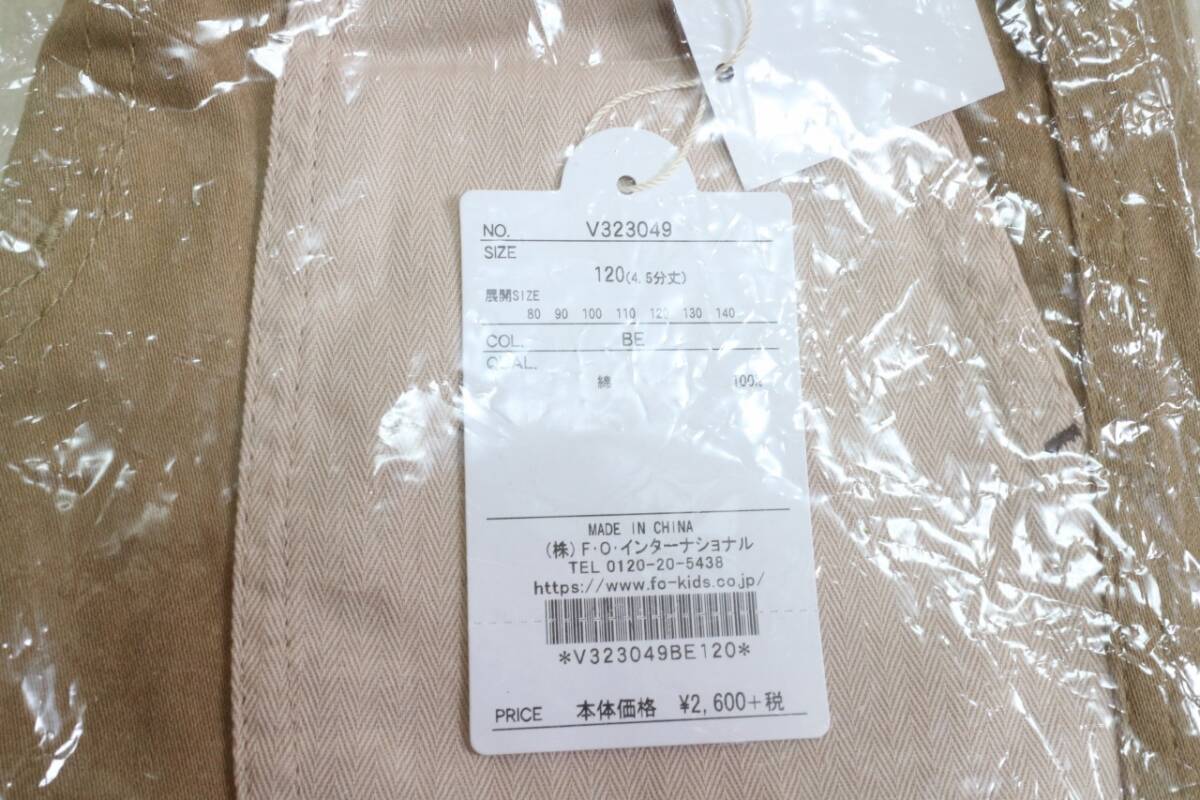 NO. V323049
SIZE
120(4.5分丈)
展開SIZE
80 90 100 110 120 130 140
COL. BE
QUAL.
綿 100%
MADE IN CHINA
(株)F・O・インターナショナル
TEL 0120-20-5438
https://www.fo-kids.co.jp/
*V323049BE120*
PRICE 本体価格 ¥2,600+税